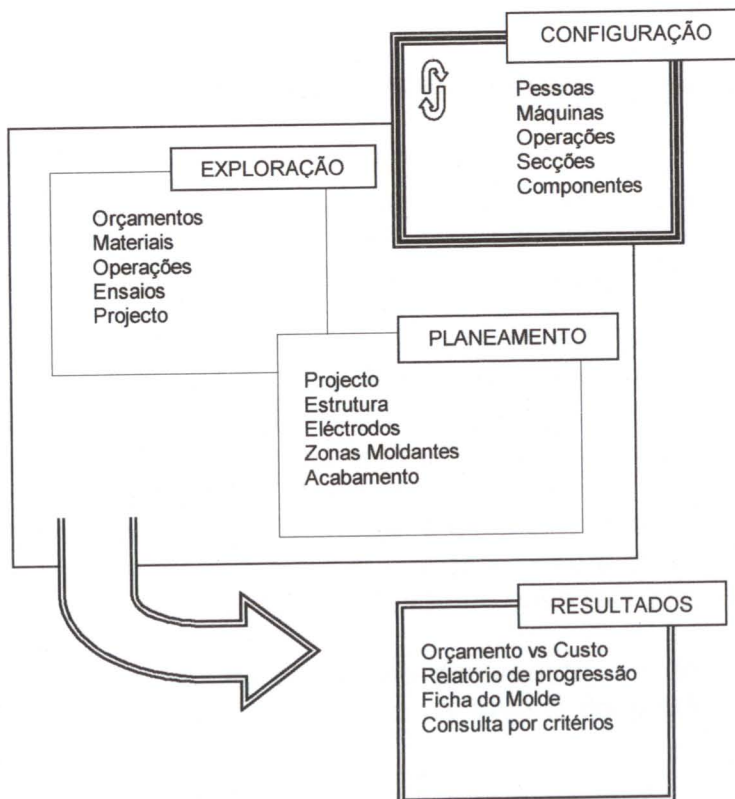 CONFIGURAÇÃO
Pessoas
Máquinas
Operações
Secções
Componentes
EXPLORAÇÃO
Orçamentos
Materiais
Operações
Ensaios
Projecto
PLANEAMENTO
Projecto
Estrutura
Eléctrodos
Zonas Moldantes
Acabamento
RESULTADOS
Orçamento vs Custo
Relatório de progressão
Ficha do Molde
Consulta por critérios